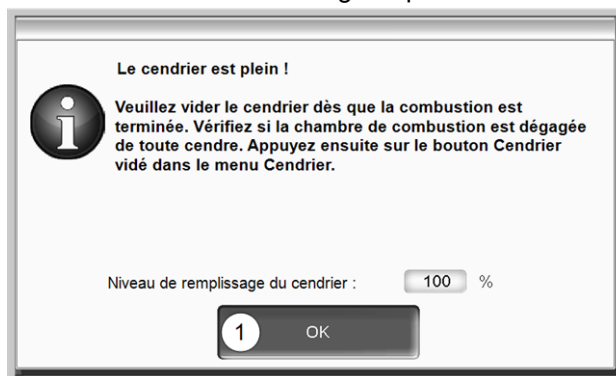 Le cendrier est plein !
Veuillez vider le cendrier dès que la combustion est
terminée. Vérifiez si la chambre de combustion est dégagée
de toute cendre. Appuyez ensuite sur le bouton Cendrier
vidé dans le menu Cendrier.
Niveau de remplissage du cendrier : 100 %
1 OK